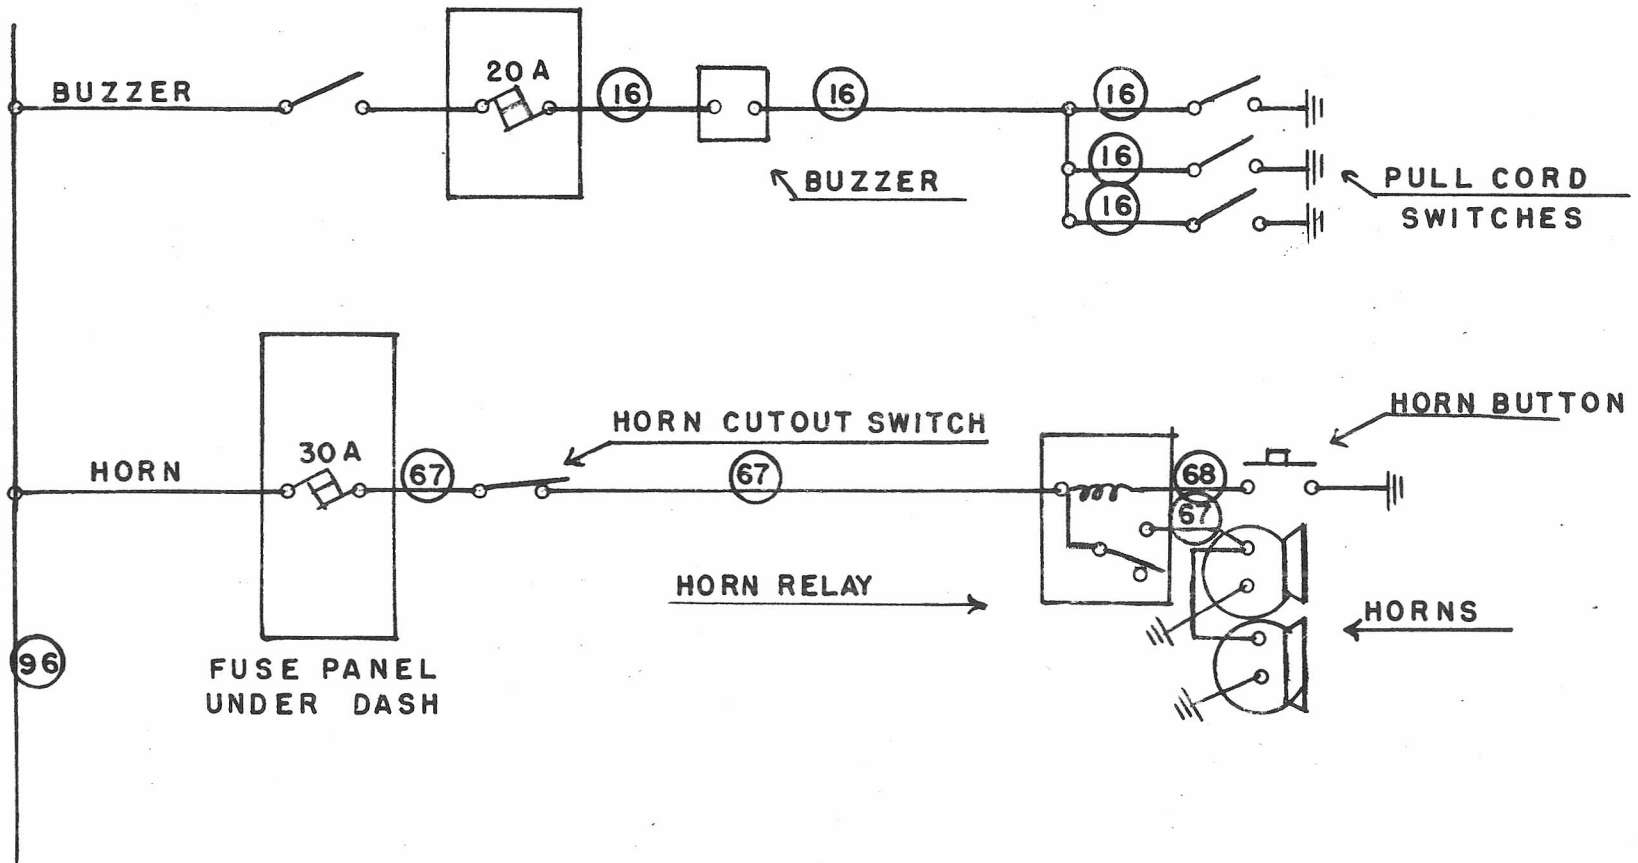 BUZZER
20 A
16
16
16
16
16
BUZZER
PULL CORD
SWITCHES
HORN
30 A
67
HORN CUTOUT SWITCH
67
68
67
HORN BUTTON
HORN RELAY
HORNS
96
FUSE PANEL
UNDER DASH